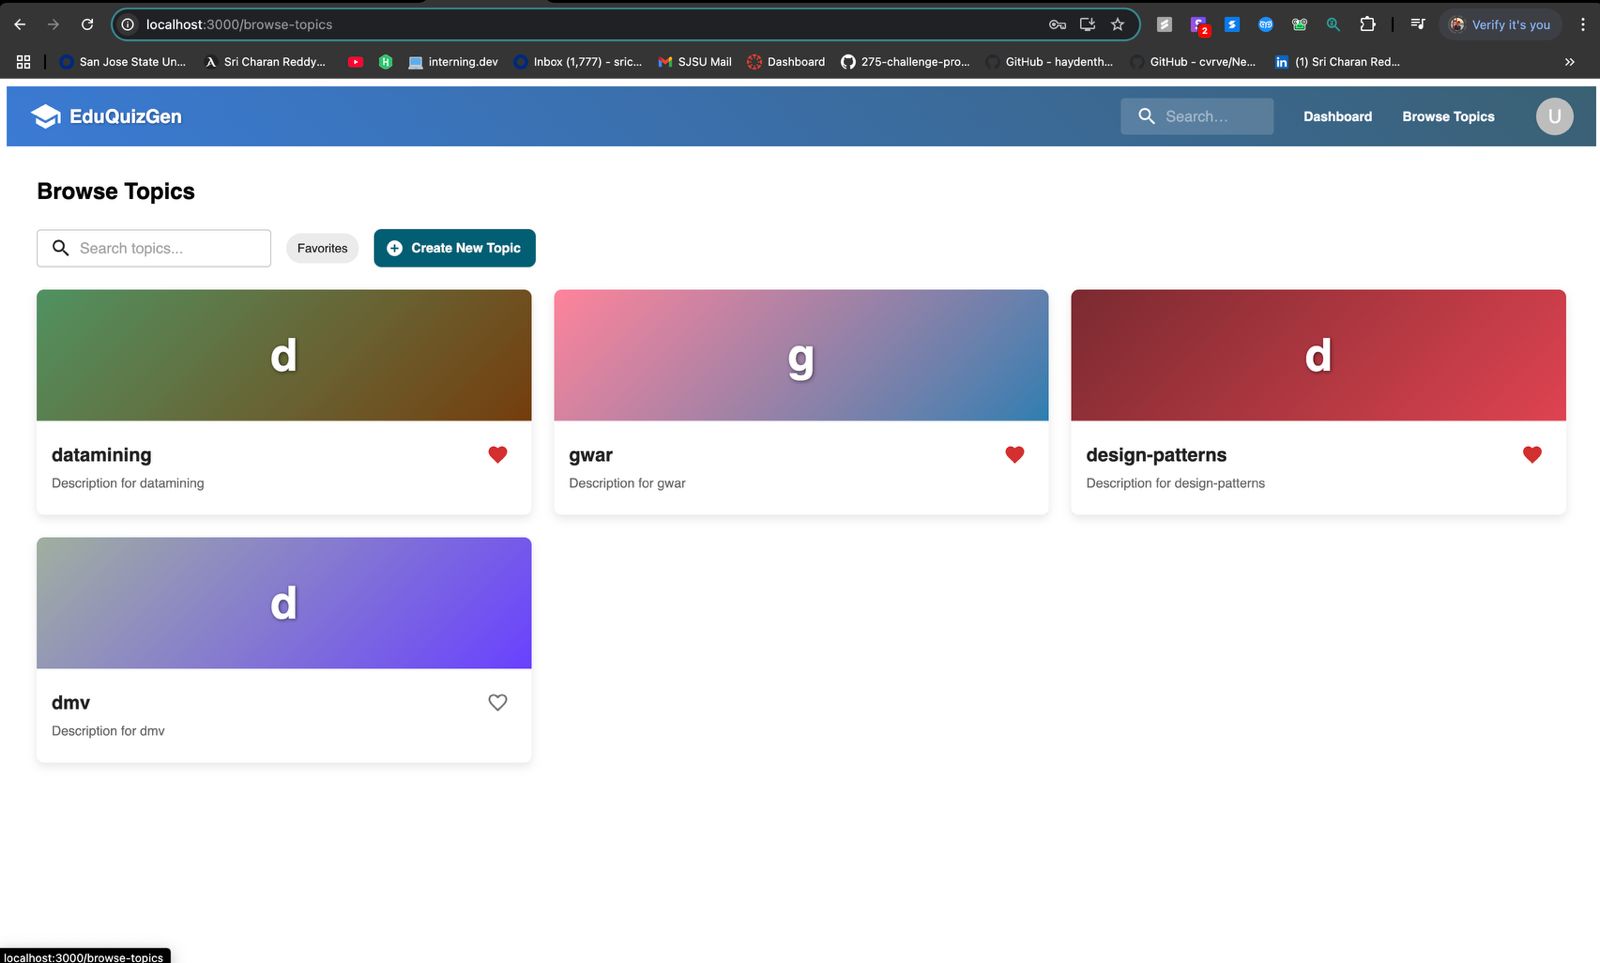 localhost:3000/browse-topics
2
Verify it's you
San Jose State Un...
Sri Charan Reddy...
interning.dev
Inbox (1,777) - sric...
SJSU Mail
Dashboard
275-challenge-pro...
GitHub - haydenth...
GitHub - cvrve/Ne...
(1) Sri Charan Red...
EduQuizGen
Search...
Dashboard
Browse Topics
U
Browse Topics
Search topics...
Favorites
Create New Topic
d
g
d
datamining
Description for datamining
gwar
Description for gwar
design-patterns
Description for design-patterns
d
dmv
Description for dmv
localhost:3000/browse-topics